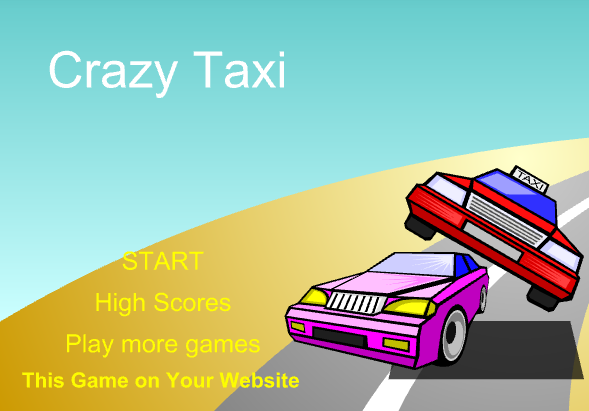 Crazy Taxi
TAXI
START
High Scores
Play more games
This Game on Your Website